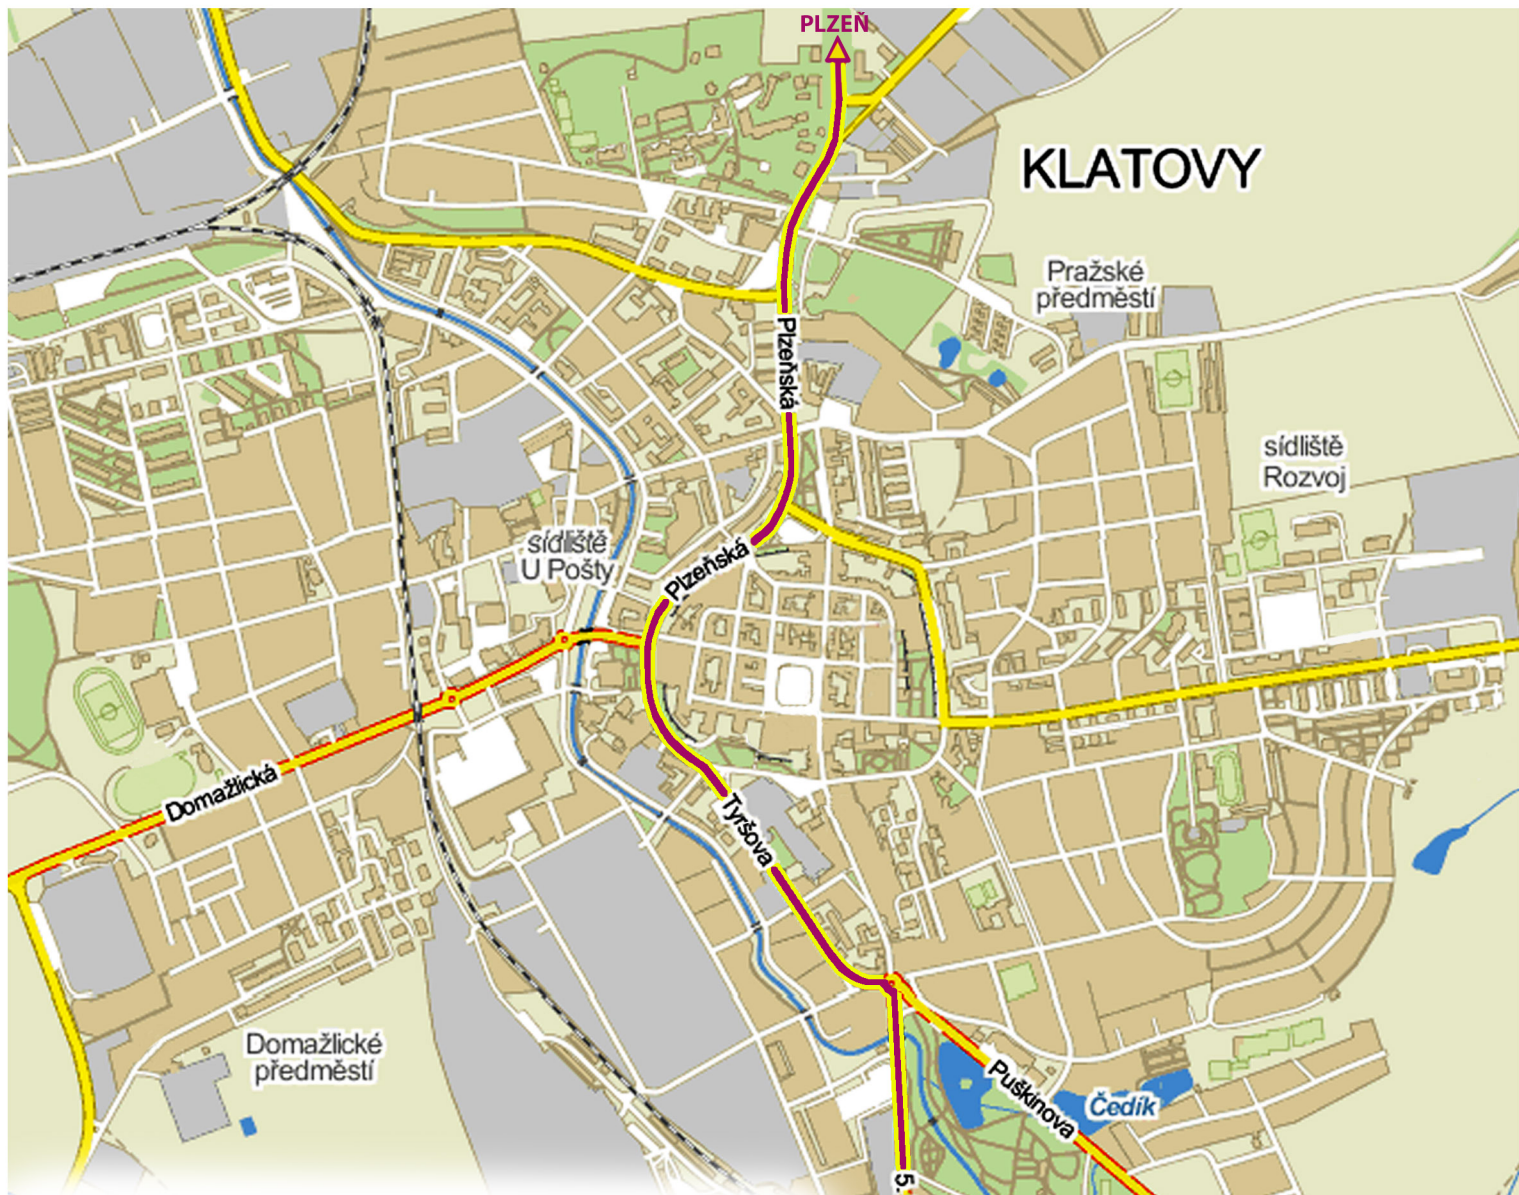 PLZEŇ
KLATOVY
Pražské
předměstí
Plzeňská
sídliště
Rozvoj
sídliště
U Pošty
Plzeňská
Domažlická
Tyršova
Domažlické
předměstí
Puškinova
Čedík
5.